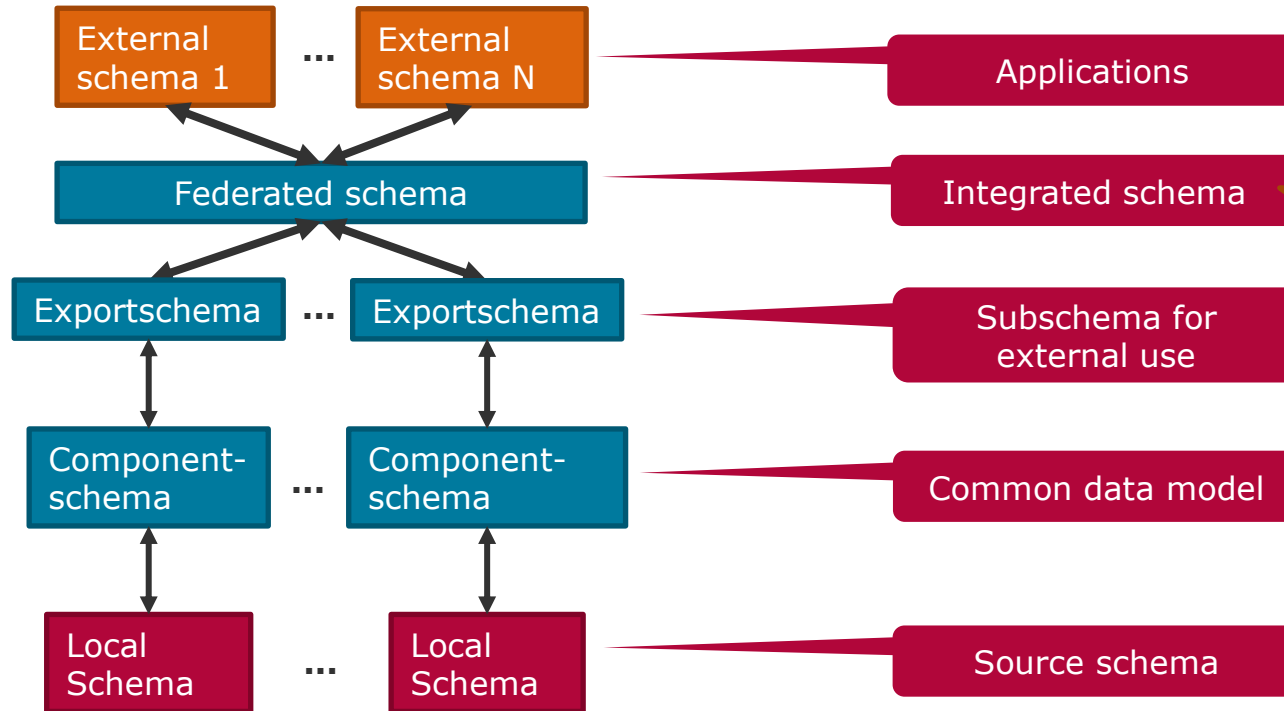 External
schema 1
...
External
schema N
Applications
Federated schema
Integrated schema
Exportschema
...
Exportschema
Subschema for
external use
Component-
schema
...
Component-
schema
Common data model
Local
Schema
...
Local
Schema
Source schema